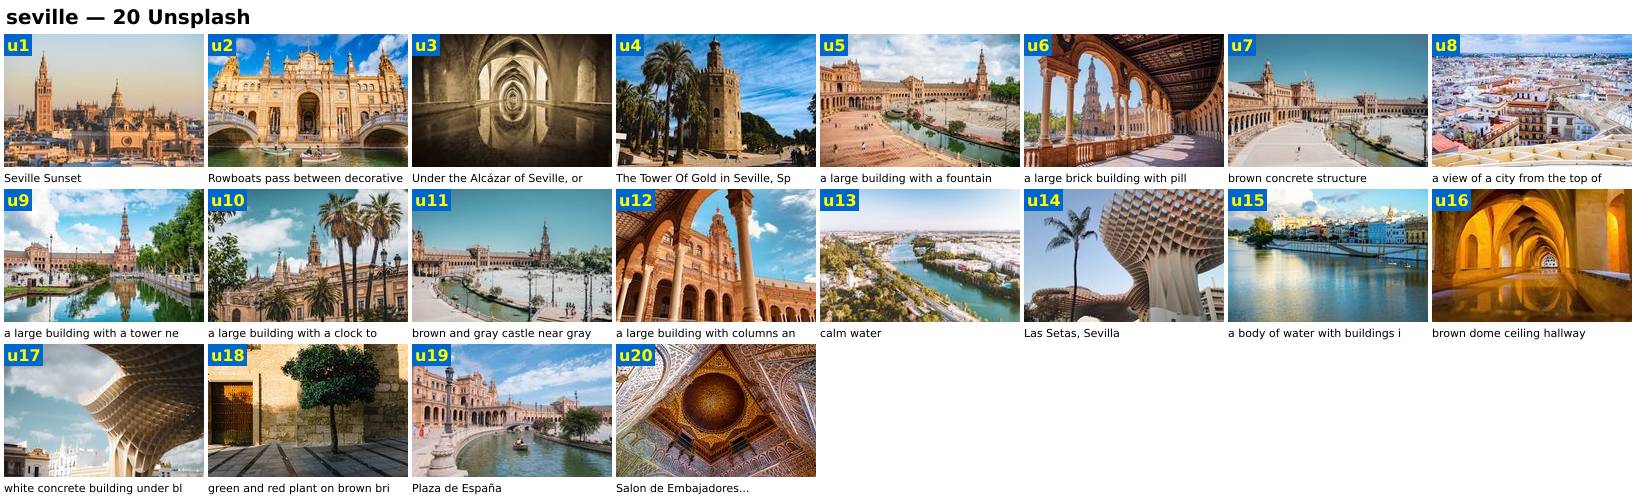 seville — 20 Unsplash
u1
u2
u3
u4
u5
u6
u7
u8
Seville Sunset
Rowboats pass between decorative
Under the Alcázar of Seville, or
The Tower Of Gold in Seville, Sp
a large building with a fountain
a large brick building with pill
brown concrete structure
a view of a city from the top of
u9
u10
u11
u12
u13
u14
u15
u16
a large building with a tower ne
a large building with a clock to
brown and gray castle near gray
a large building with columns an
calm water
Las Setas, Sevilla
a body of water with buildings i
brown dome ceiling hallway
u17
u18
u19
u20
white concrete building under bl
green and red plant on brown bri
Plaza de España
Salon de Embajadores...